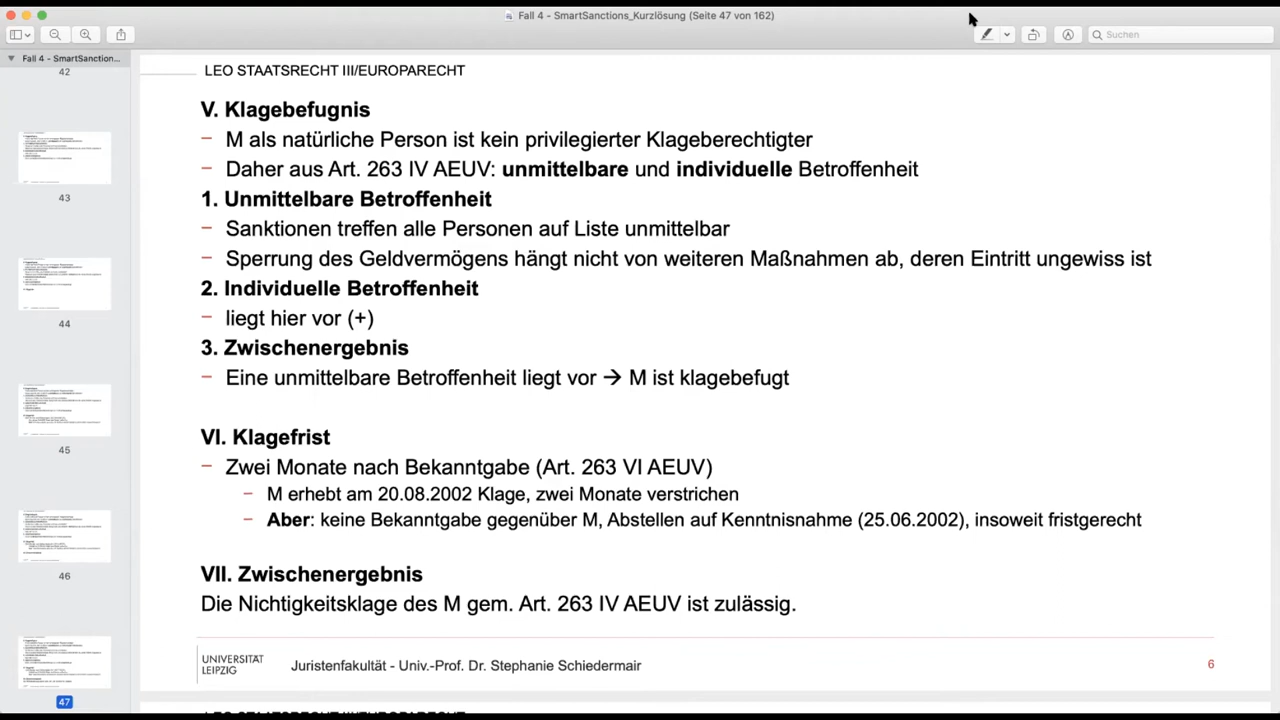 Fall 4 - SmartSanctions_Kurzlösung (Seite 47 von 162)
Suchen
Fall 4 - SmartSanction...
42
43
44
45
46
47
LEO STAATSRECHT III/EUROPARECHT
V. Klagebefugnis
– M als natürliche Person = kein privilegierter Klageberechtigter
– Daher aus Art. 263 IV AEUV: unmittelbare und individuelle Betroffenheit
1. Unmittelbare Betroffenheit
– Sanktionen treffen alle Personen auf Liste unmittelbar
– Sperrung des Geldvermögens hängt nicht von weiteren Maßnahmen ab, deren Eintritt ungewiss ist
2. Individuelle Betroffenheit
– liegt hier vor (+)
3. Zwischenergebnis
– Eine unmittelbare Betroffenheit liegt vor → M ist klagebefugt
VI. Klagefrist
– Zwei Monate nach Bekanntgabe (Art. 263 VI AEUV)
– M erhebt am 20.08.2002 Klage, zwei Monate verstrichen
– Aber: keine Bekanntgabe gegenüber M, Abstellen auf Kenntnisnahme (25.06.2002), insoweit fristgerecht
VII. Zwischenergebnis
Die Nichtigkeitsklage des M gem. Art. 263 IV AEUV ist zulässig.
UNIVERSITÄT
LEIPZIG
Juristenfakultät - Univ.-Prof. Dr. Stephanie Schiedermair
6
LEO STAATSRECHT III/EUROPARECHT